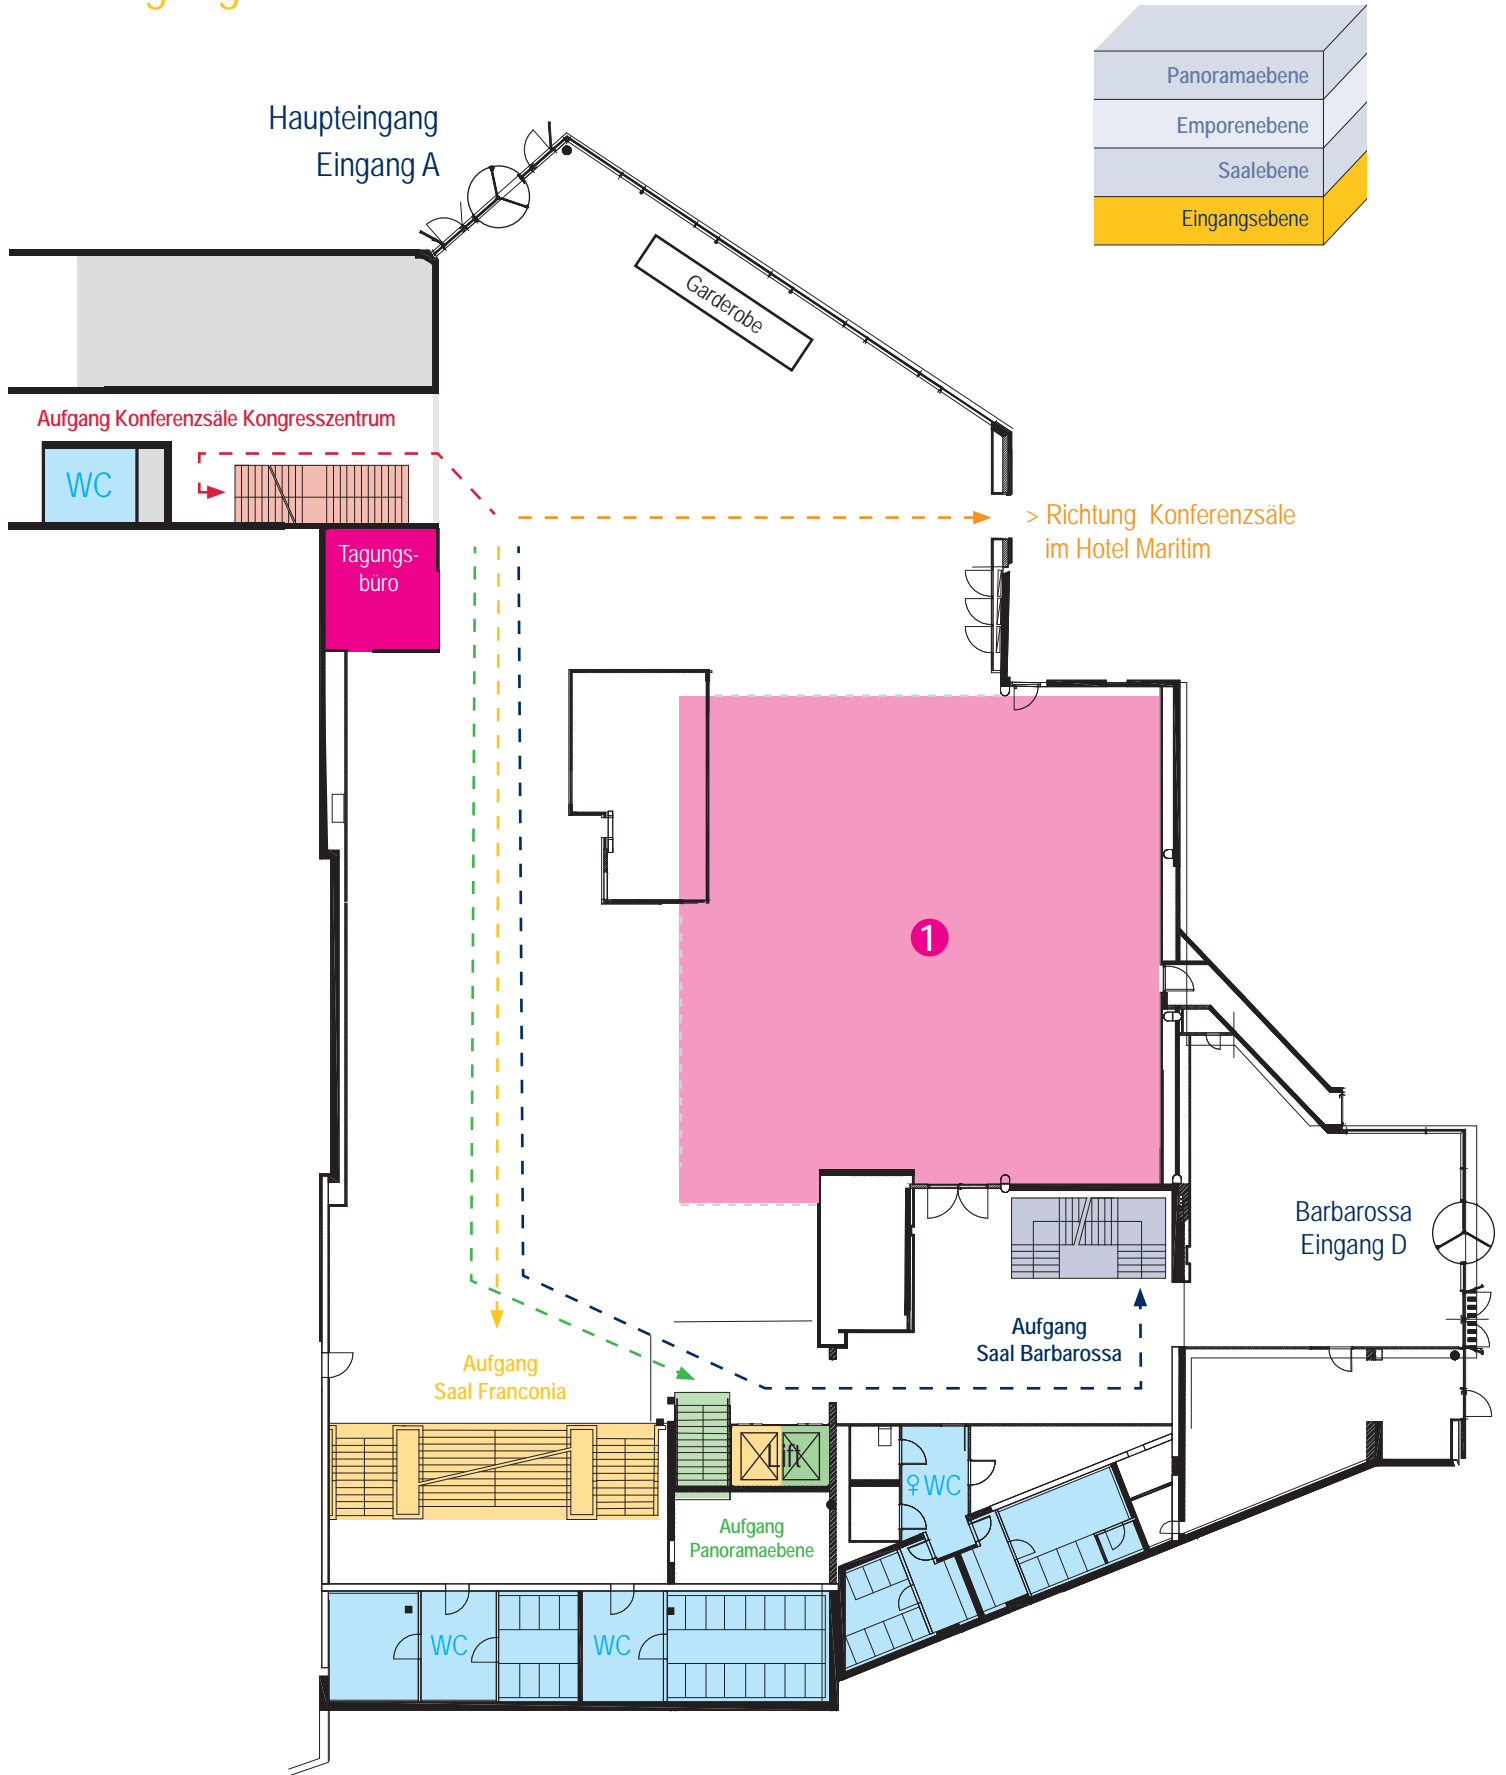 Panoramaebene
Emporenebene
Saalebene
Eingangsebene
Haupteingang
Eingang A
Garderobe
Aufgang Konferenzsäle Kongresszentrum
WC
> Richtung Konferenzsäle
im Hotel Maritim
Tagungs-
büro
1
Barbarossa
Eingang D
Aufgang
Saal Barbarossa
Aufgang
Saal Franconia
Lift
♀WC
Aufgang
Panoramaebene
WC
WC